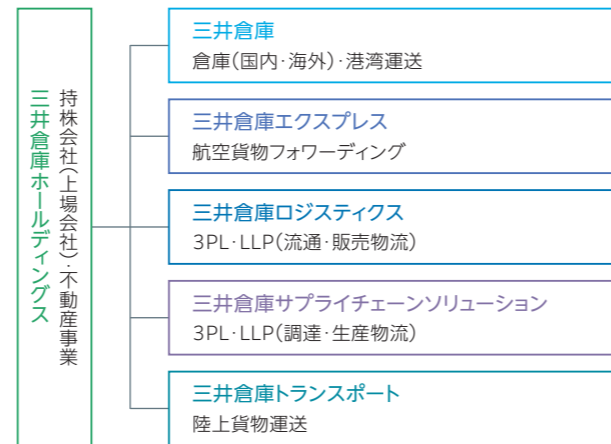 持株会社（上場会社）・不動産事業
三井倉庫ホールディングス
三井倉庫
倉庫（国内・海外）・港湾運送
三井倉庫エクスプレス
航空貨物フォワーディング
三井倉庫ロジスティクス
3PL・LLP（流通・販売物流）
三井倉庫サプライチェーンソリューション
3PL・LLP（調達・生産物流）
三井倉庫トランスポート
陸上貨物運送